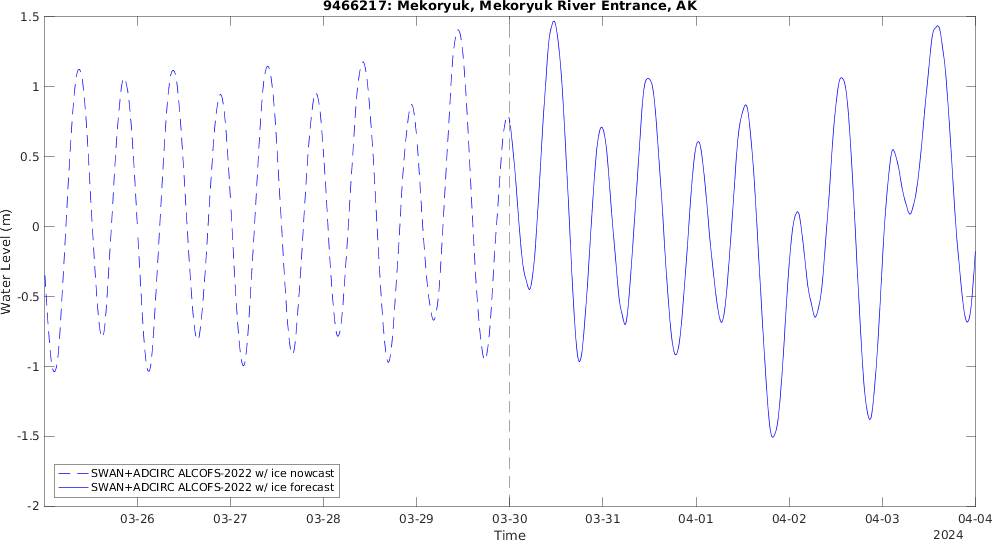 9466217: Mekoryuk, Mekoryuk River Entrance, AK
1.5
1
0.5
0
-0.5
-1
-1.5
-2
Water Level (m)
SWAN+ADCIRC ALCOFS-2022 w/ ice nowcast
SWAN+ADCIRC ALCOFS-2022 w/ ice forecast
03-26 03-27 03-28 03-29 03-30 03-31 04-01 04-02 04-03 04-04
Time
2024